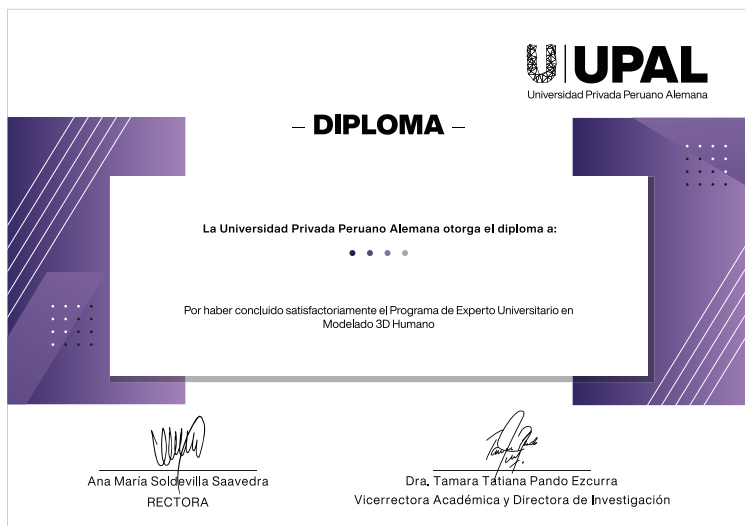 UPAL
Universidad Privada Peruano Alemana
– DIPLOMA –
La Universidad Privada Peruano Alemana otorga el diploma a:
Por haber concluido satisfactoriamente el Programa de Experto Universitario en
Modelado 3D Humano
Ana María Soldevilla Saavedra
RECTORA
Dra. Tamara Tatiana Pando Ezcurra
Vicerrectora Académica y Directora de Investigación